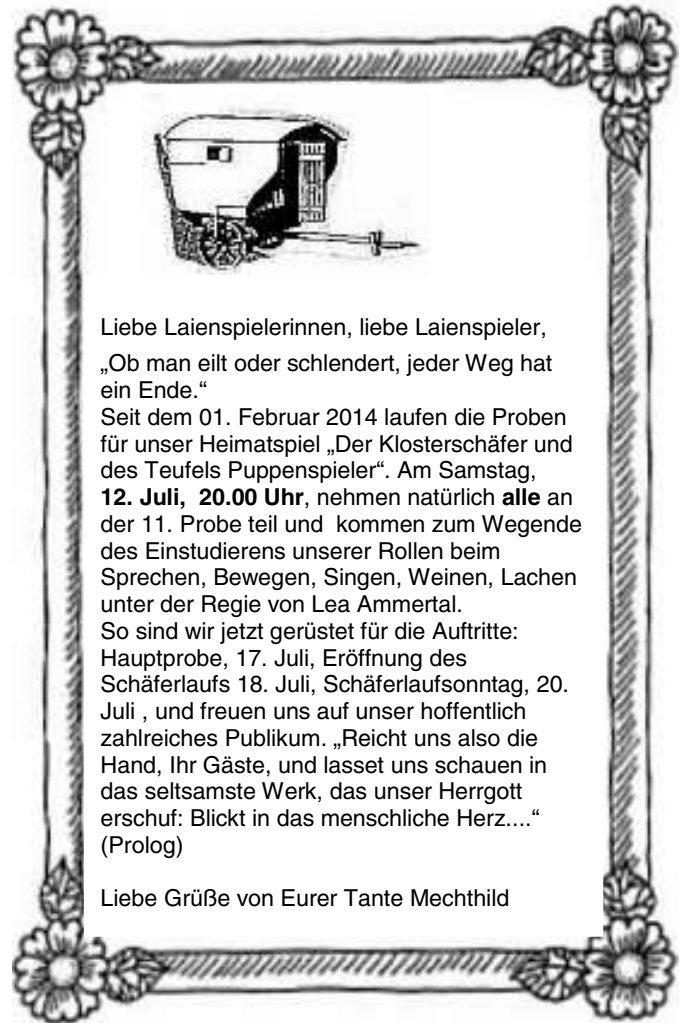 Liebe Laienspielerinnen, liebe Laienspieler,
„Ob man eilt oder schlendert, jeder Weg hat
ein Ende.“
Seit dem 01. Februar 2014 laufen die Proben
für unser Heimatspiel „Der Klosterschäfer und
des Teufels Puppenspieler“. Am Samstag,
12. Juli,  20.00 Uhr, nehmen natürlich alle an
der 11. Probe teil und  kommen zum Wegende
des Einstudierens unserer Rollen beim
Sprechen, Bewegen, Singen, Weinen, Lachen
unter der Regie von Lea Ammertal.
So sind wir jetzt gerüstet für die Auftritte:
Hauptprobe, 17. Juli, Eröffnung des
Schäferlaufs 18. Juli, Schäferlaufsonntag, 20.
Juli , und freuen uns auf unser hoffentlich
zahlreiches Publikum. „Reicht uns also die
Hand, Ihr Gäste, und lasset uns schauen in
das seltsamste Werk, das unser Herrgott
erschuf: Blickt in das menschliche Herz....“
(Prolog)
Liebe Grüße von Eurer Tante Mechthild